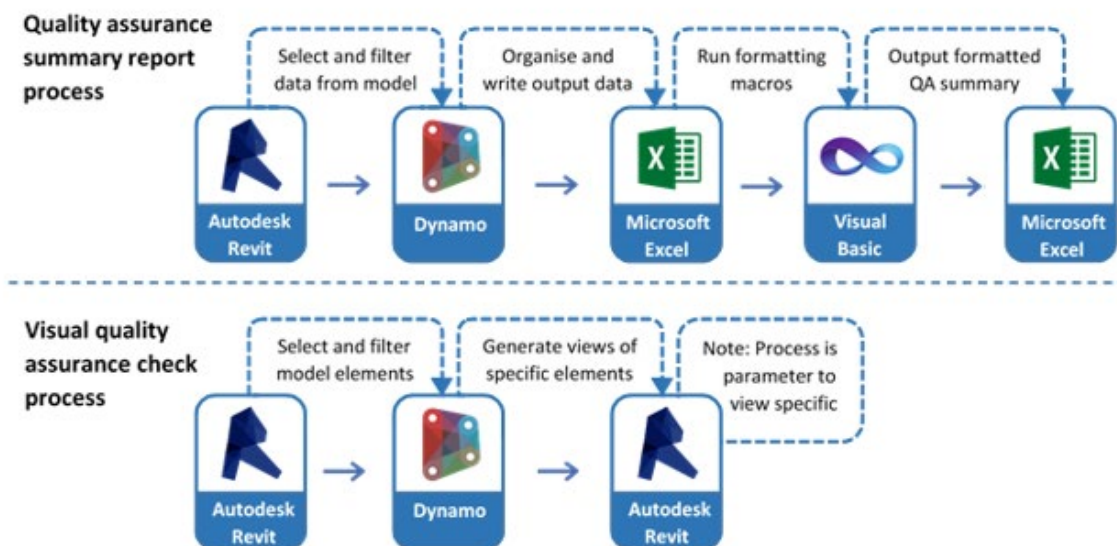 Quality assurance
summary report
process
Select and filter
data from model
Organise and
write output data
Run formatting
macros
Output formatted
QA summary
Autodesk
Revit
Dynamo
X
Microsoft
Excel
Visual
Basic
X
Microsoft
Excel
Visual quality
assurance check
process
Select and filter
model elements
Generate views of
specific elements
Note: Process is
parameter to
view specific
Autodesk
Revit
Dynamo
Autodesk
Revit